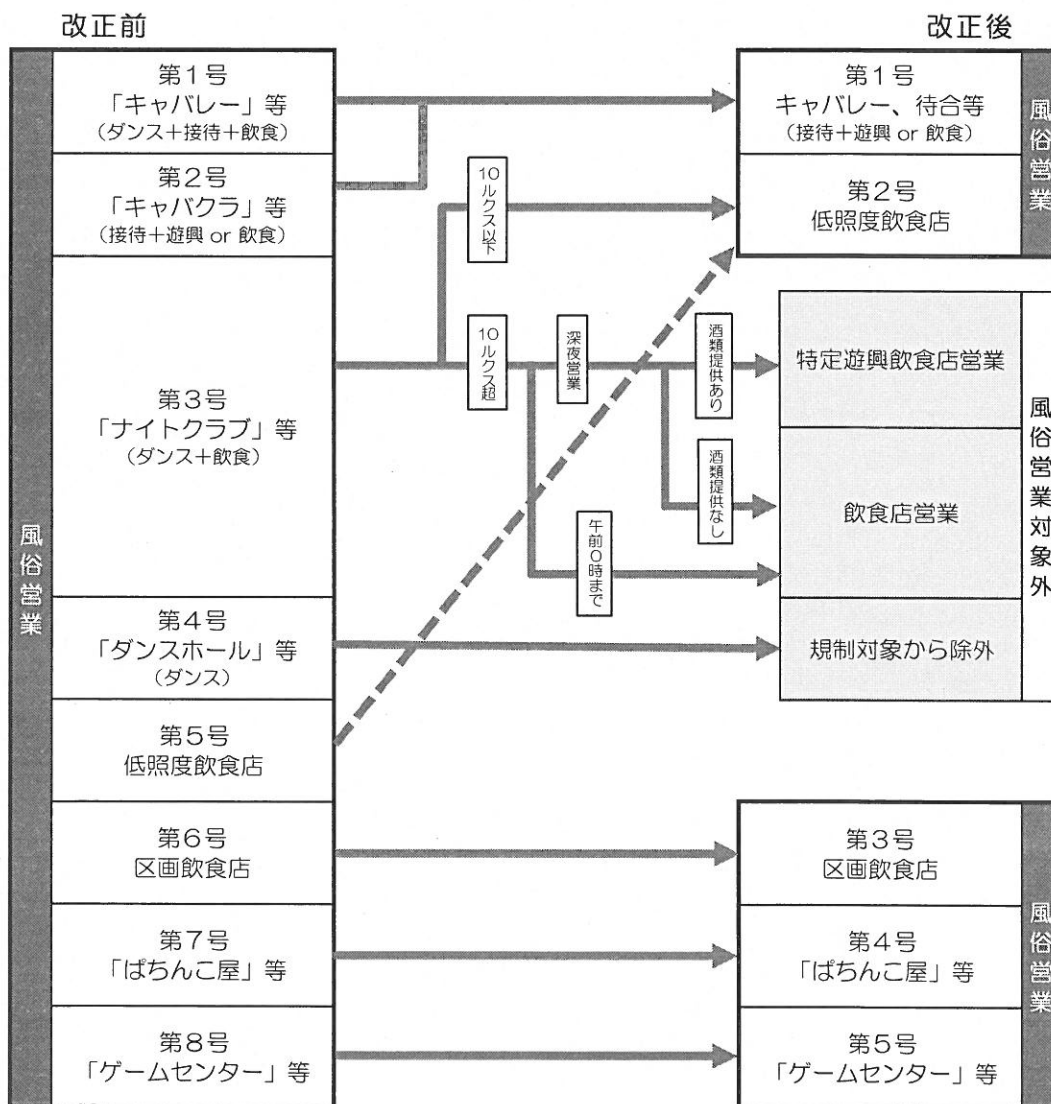 改正前
改正後
風俗営業
第1号
「キャバレー」等
（ダンス＋接待＋飲食）
第2号
「キャバクラ」等
（接待＋遊興 or 飲食）
第3号
「ナイトクラブ」等
（ダンス＋飲食）
第4号
「ダンスホール」等
（ダンス）
第5号
低照度飲食店
第6号
区画飲食店
第7号
「ぱちんこ屋」等
第8号
「ゲームセンター」等
10ルクス以下
10ルクス超
深夜営業
午前0時まで
酒類提供あり
酒類提供なし
第1号
キャバレー、待合等
（接待＋遊興 or 飲食）
第2号
低照度飲食店
風俗営業
特定遊興飲食店営業
飲食店営業
規制対象から除外
風俗営業対象外
第3号
区画飲食店
第4号
「ぱちんこ屋」等
第5号
「ゲームセンター」等
風俗営業